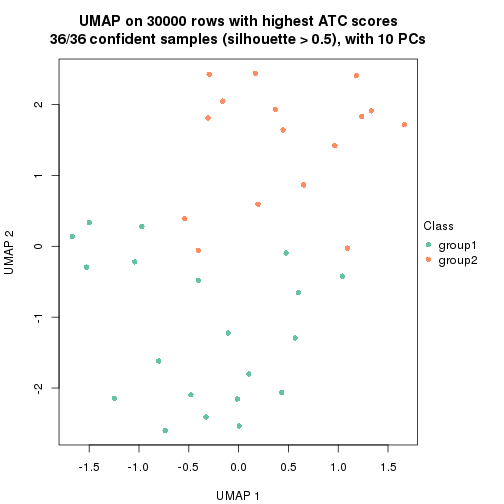 UMAP on 30000 rows with highest ATC scores
36/36 confident samples (silhouette > 0.5), with 10 PCs
2
1
0
-1
-2
UMAP 2
-1.5 -1.0 -0.5 0.0 0.5 1.0 1.5
UMAP 1
Class
group1
group2